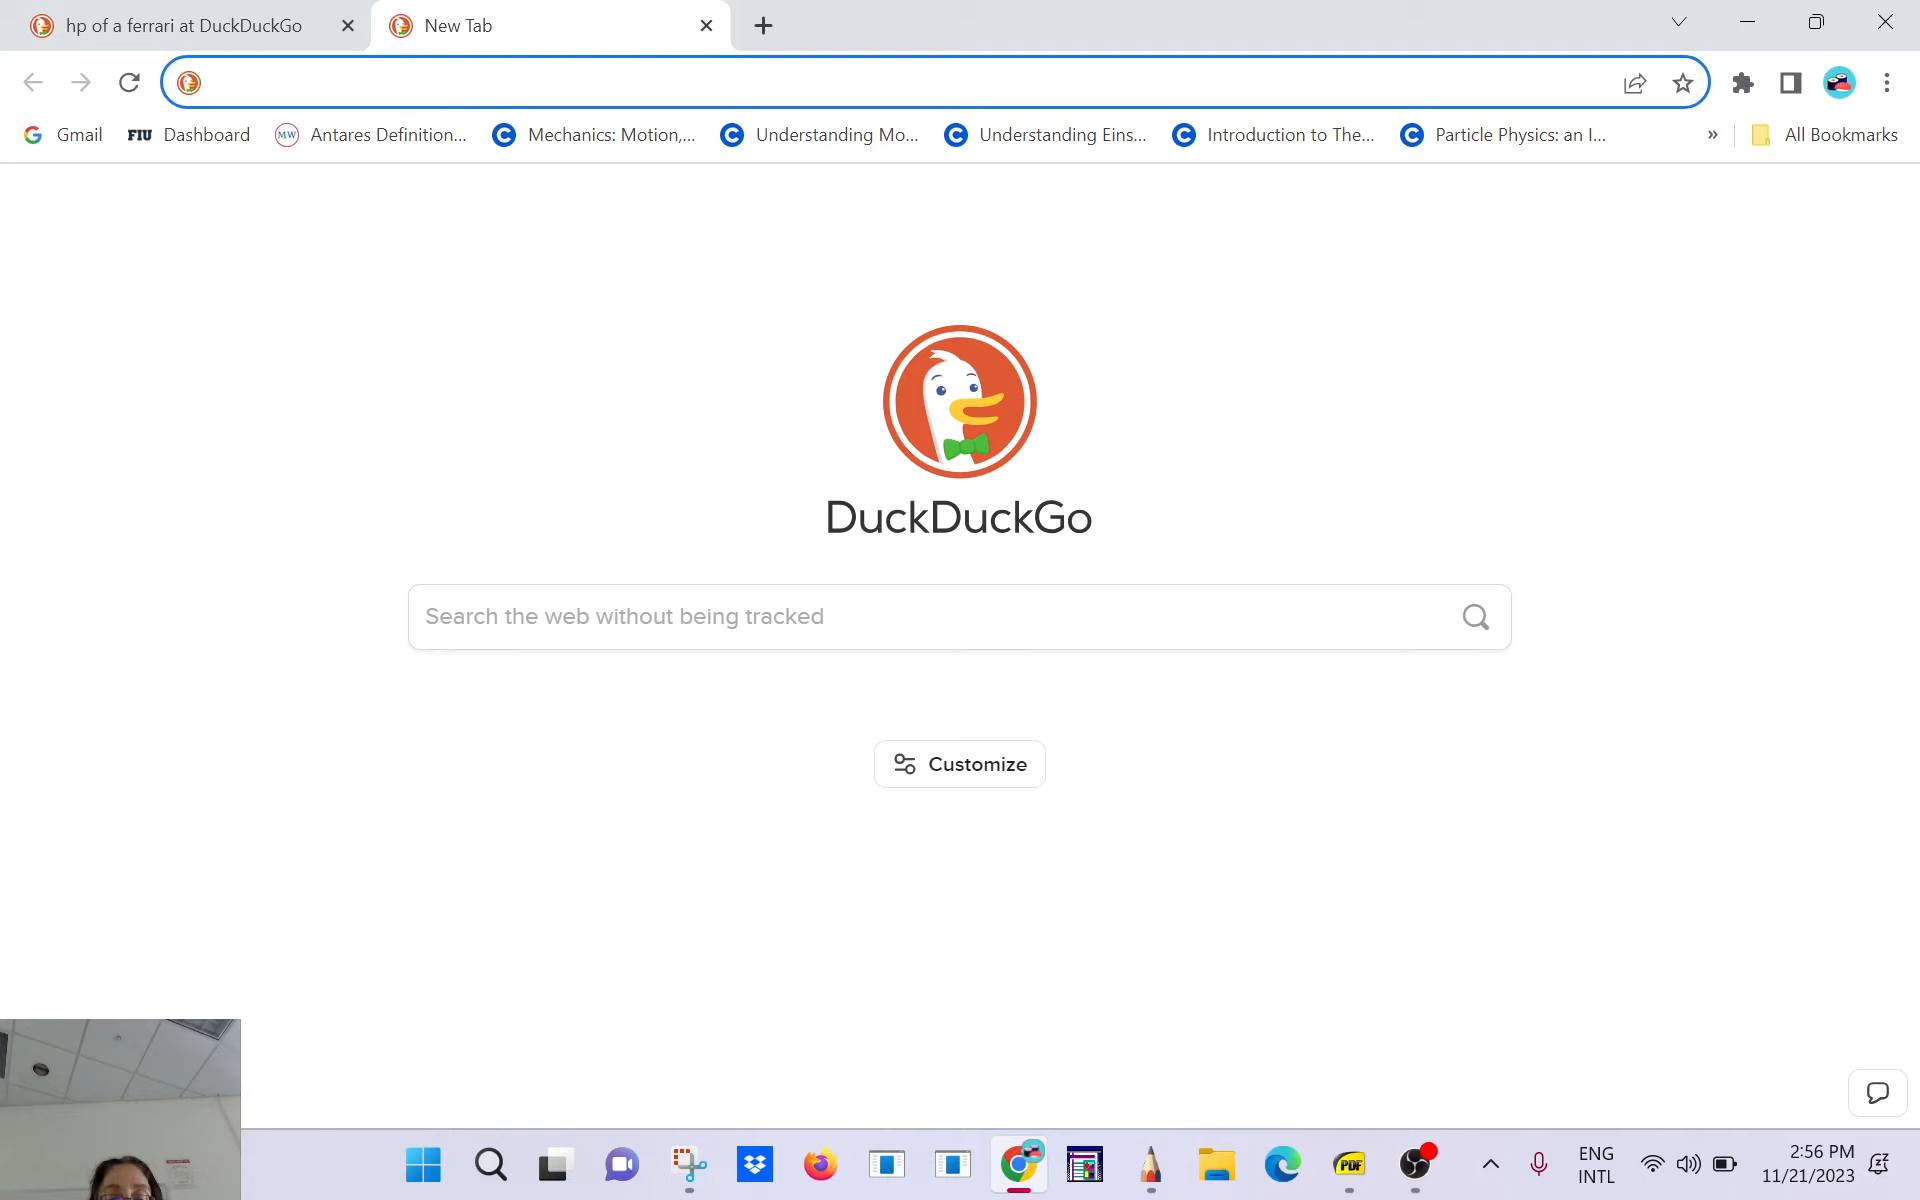 hp of a ferrari at DuckDuckGo
New Tab
Gmail
FIU Dashboard
MW Antares Definition...
Mechanics: Motion,...
Understanding Mo...
Understanding Eins...
Introduction to The...
Particle Physics: an I...
»
All Bookmarks
DuckDuckGo
Search the web without being tracked
Customize
PDF
ENG
INTL
2:56 PM
11/21/2023